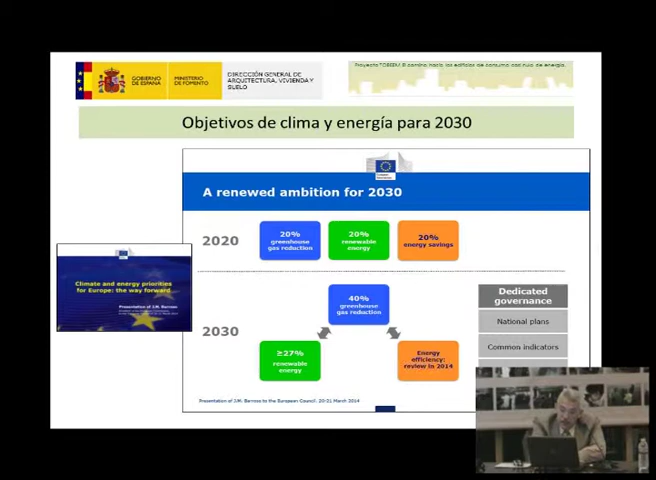 GOBIERNO
DE ESPAÑA
MINISTERIO
DE FOMENTO
DIRECCIÓN GENERAL DE
ARQUITECTURA, VIVIENDA Y
SUELO
Objetivos de clima y energía para 2030
A renewed ambition for 2030
2020
20%
greenhouse
gas reduction
20%
renewable
energy
20%
energy savings
Climate and energy priorities
for Europe: the way forward
Presentation of J.M. Barroso
2030
40%
greenhouse
gas reduction
≥27%
renewable
energy
Energy
efficiency:
review in 2014
Dedicated
governance
National plans
Common indicators
Presentation of J.M. Barroso to the European Council, 20-21 March 2014